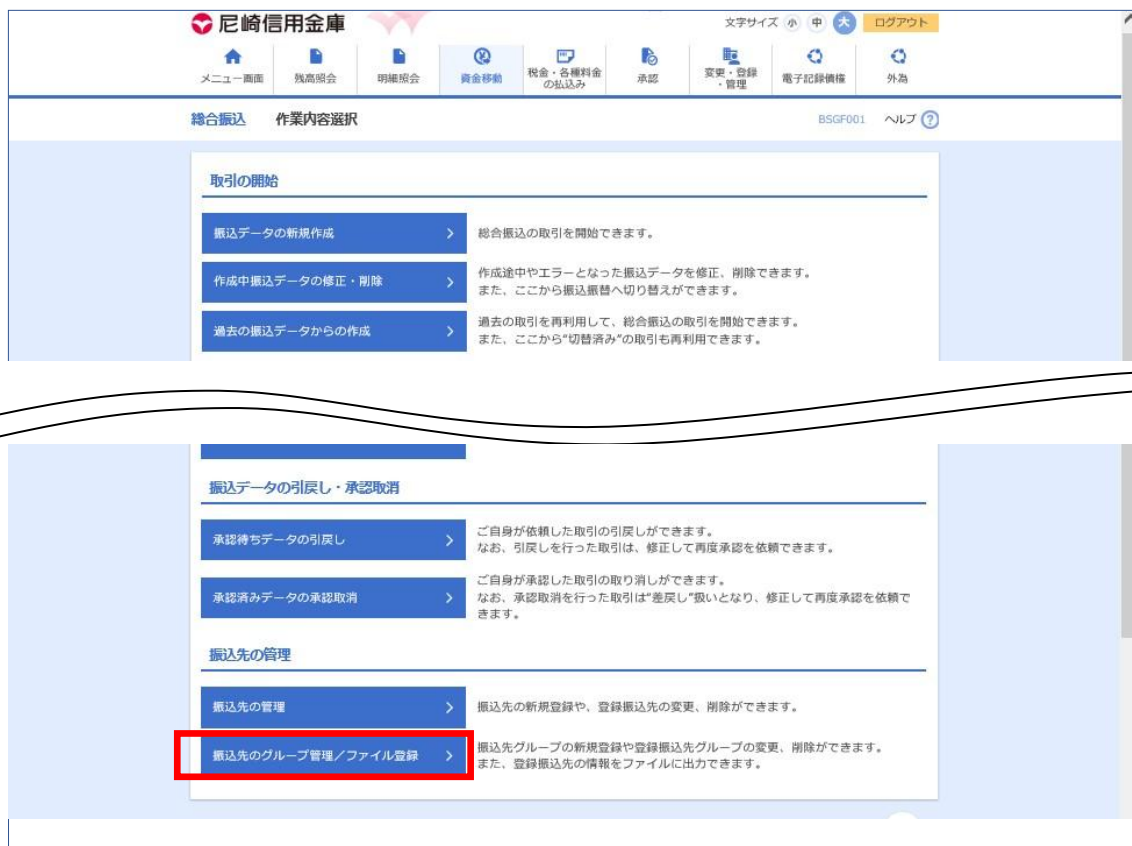 尼崎信用金庫
文字サイズ 小 中 大 ログアウト
メニュー画面
残高照会
明細照会
資金移動
税金・各種料金
の払込み
承認
変更・登録
・管理
電子記録債権
外為
総合振込 作業内容選択 BSGF001 ヘルプ ?
取引の開始
振込データの新規作成
総合振込の取引を開始できます。
作成中振込データの修正・削除
作成途中やエラーとなった振込データを修正、削除できます。
また、ここから振込振替へ切り替えができます。
過去の振込データからの作成
過去の取引を再利用して、総合振込の取引を開始できます。
また、ここから"切替済み"の取引も再利用できます。
振込データの引戻し・承認取消
承認待ちデータの引戻し
ご自身が依頼した取引の引戻しができます。
なお、引戻しを行った取引は、修正して再度承認を依頼できます。
承認済みデータの承認取消
ご自身が承認した取引の取り消しができます。
なお、承認取消を行った取引は"差戻し"扱いとなり、修正して再度承認を依頼で
きます。
振込先の管理
振込先の管理
振込先の新規登録や、登録振込先の変更、削除ができます。
振込先のグループ管理/ファイル登録
振込先グループの新規登録や登録振込先グループの変更、削除ができます。
また、登録振込先の情報をファイルに出力できます。